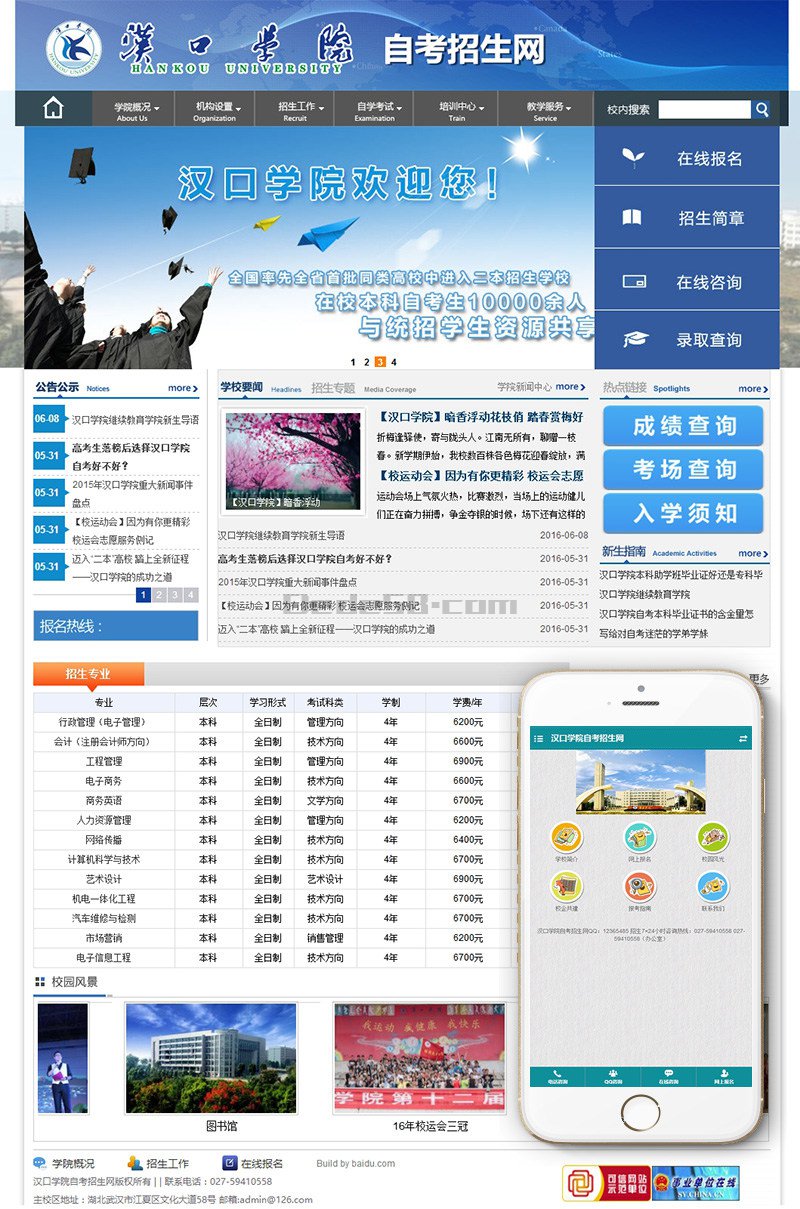 汉口学院
HANKOU UNIVERSITY
自考招生网
Canada
States
学院概况
About Us
机构设置
Organization
招生工作
Recruit
自学考试
Examination
培训中心
Train
教学服务
Service
校内搜索
汉口学院欢迎您！
全国率先全省首批同类高校中进入二本招生学校
在校本科自考生10000余人
与统招学生资源共享
1 2 3 4
在线报名
招生简章
在线咨询
录取查询
公告公示 Notices more
06-08 汉口学院继续教育学院新生导语
05-31 高考生落榜后选择汉口学院
自考好不好？
05-31 2015年汉口学院重大新闻事件
盘点
05-31 【校运动会】因为有你更精彩
校运会志愿服务侧记
05-31 迈入“二本”高校 踏上全新征程
——汉口学院的成功之道
1 2 3 4
报名热线：
学校要闻 Headlines 招生专题 Media Coverage 学院新闻中心 more
【汉口学院】暗香浮动
【汉口学院】暗香浮动花枝俏 踏春赏梅好
折梅逢驿使，寄与陇头人。江南无所有，聊赠一枝
春。新学期伊始，我校数百株各色梅花迎春绽放，满
【校运动会】因为有你更精彩 校运会志愿
运动会场上气氛火热，比赛激烈，当场上的运动健儿
们正在奋力拼搏，争金夺银的时候，场下还有这样的
汉口学院继续教育学院新生导语 2016-06-08
高考生落榜后选择汉口学院自考好不好？ 2016-05-31
2015年汉口学院重大新闻事件盘点 2016-05-31
【校运动会】因为有你更精彩 校运会志愿服务侧记 2016-05-31
迈入“二本”高校 踏上全新征程——汉口学院的成功之道 2016-05-31
热点链接 Spotlights more
成绩查询
考场查询
入学须知
新生指南 Academic Activities more
汉口学院本科助学班毕业证好还是专科毕
汉口学院继续教育学院
汉口学院自考本科毕业证书的含金量怎
写给对自考迷茫的学弟学妹
招生专业
更多
专业 层次 学习形式 考试科类 学制 学费/年
行政管理（电子管理） 本科 全日制 管理方向 4年 6200元
会计（注册会计师方向） 本科 全日制 技术方向 4年 6600元
工程管理 本科 全日制 管理方向 4年 6900元
电子商务 本科 全日制 技术方向 4年 6600元
商务英语 本科 全日制 文学方向 4年 6700元
人力资源管理 本科 全日制 管理方向 4年 6200元
网络传播 本科 全日制 技术方向 4年 6400元
计算机科学与技术 本科 全日制 技术方向 4年 6700元
艺术设计 本科 全日制 艺术设计 4年 6900元
机电一体化工程 本科 全日制 技术方向 4年 6700元
汽车维修与检测 本科 全日制 技术方向 4年 6700元
市场营销 本科 全日制 销售管理 4年 6200元
电子信息工程 本科 全日制 技术方向 4年 6700元
汉口学院自考招生网
学校简介 网上报名 校园风光
校企共建 报考指南 联系我们
汉口学院自考招生网QQ：12365485 招生7×24小时咨询热线：027-59410558 027-
59410558（办公室）
电话咨询 QQ咨询 在线咨询 网上报名
校园风景
我运动 我健康 我快乐
学院第十二届
图书馆
16年校运会三冠
学院概况 招生工作 在线报名 Build by baidu.com
汉口学院自考招生网版权所有 | | 联系电话：027-59410558
主校区地址：湖北武汉市江夏区文化大道58号 邮箱:admin@126.com
可信网站
示范单位
事业单位在线
SY.CHINA.CN